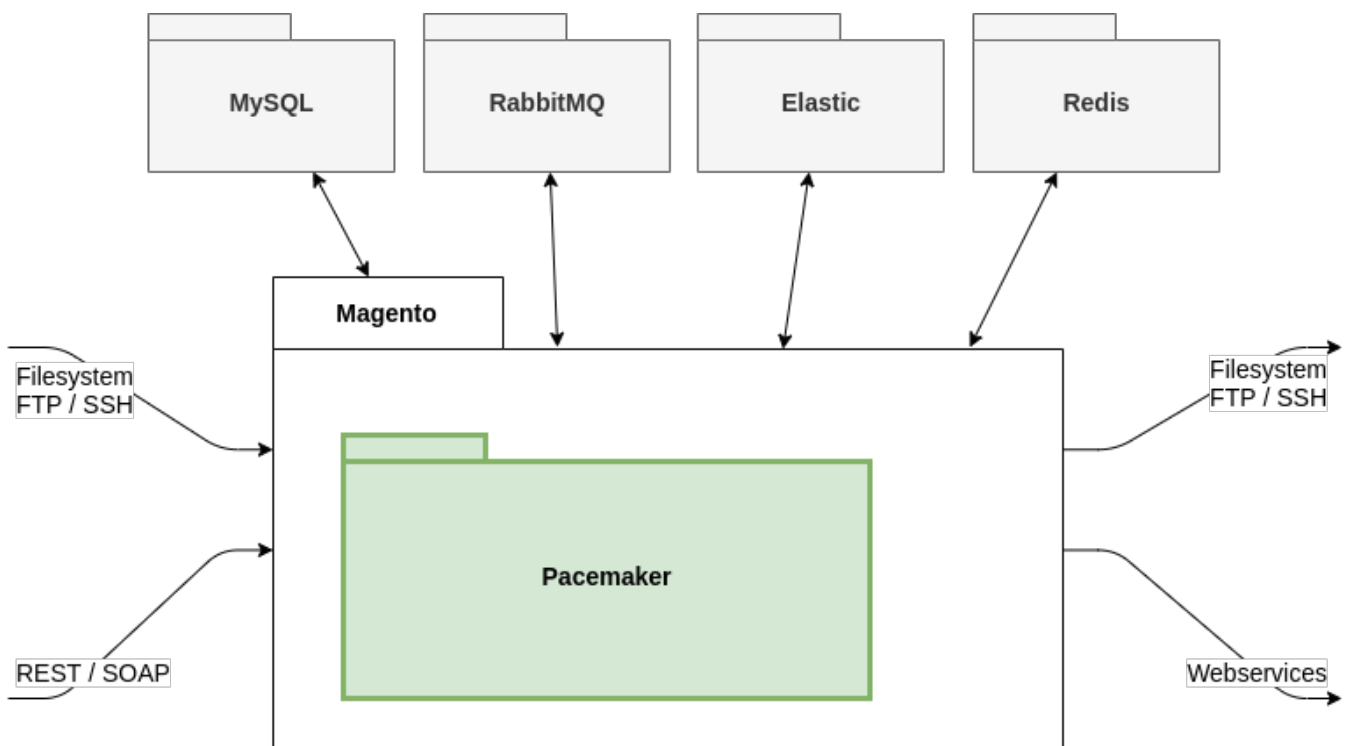 MySQL
RabbitMQ
Elastic
Redis
Magento
Filesystem
FTP / SSH
Filesystem
FTP / SSH
Pacemaker
REST / SOAP
Webservices